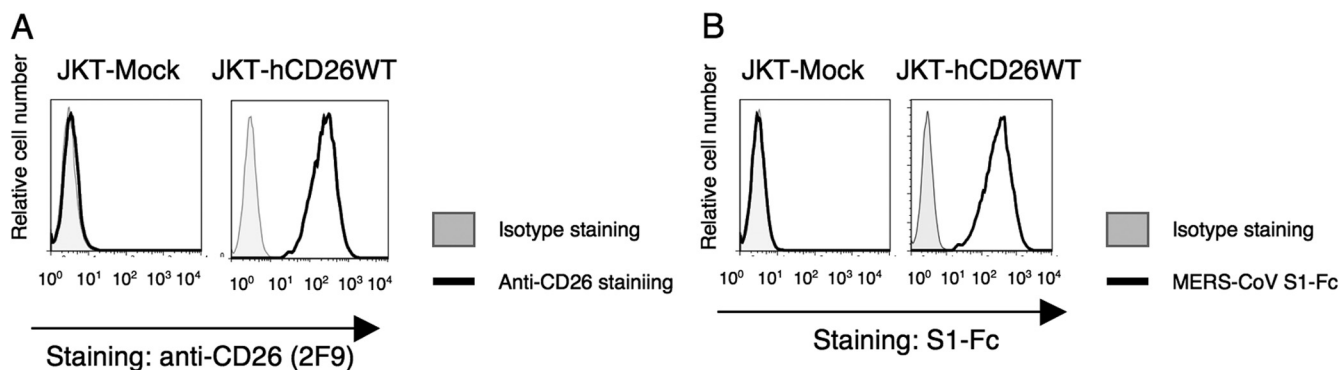 A
JKT-Mock JKT-hCD26WT
Relative cell number
10⁰ 10¹ 10² 10³ 10⁴
0
10⁰ 10¹ 10² 10³ 10⁴
Isotype staining
Anti-CD26 stainiing
Staining: anti-CD26 (2F9)
B
JKT-Mock JKT-hCD26WT
Relative cell number
10⁰ 10¹ 10² 10³ 10⁴
10⁰ 10¹ 10² 10³ 10⁴
Isotype staining
MERS-CoV S1-Fc
Staining: S1-Fc